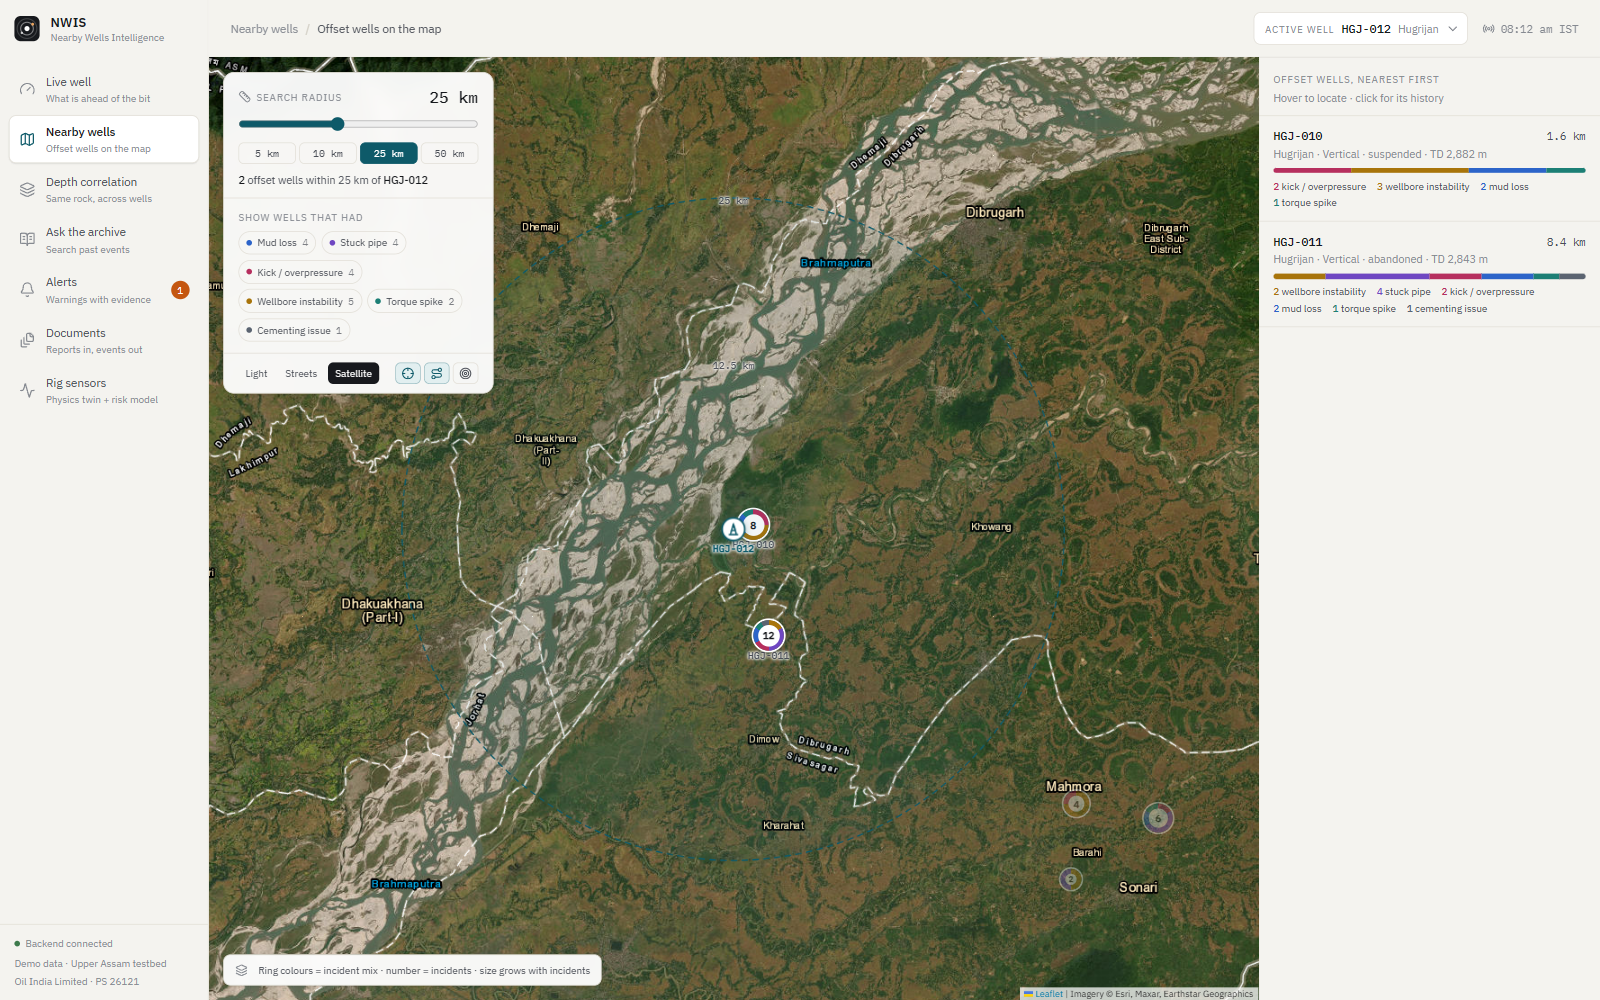 NWIS
Nearby Wells Intelligence
Live well
What is ahead of the bit
Nearby wells
Offset wells on the map
Depth correlation
Same rock, across wells
Ask the archive
Search past events
Alerts
Warnings with evidence
1
Documents
Reports in, events out
Rig sensors
Physics twin + risk model
Backend connected
Demo data · Upper Assam testbed
Oil India Limited · PS 26121
Nearby wells / Offset wells on the map
ACTIVE WELL HGJ-012 Hugrijan
08:12 am IST
SEARCH RADIUS 25 km
5 km 10 km 25 km 50 km
2 offset wells within 25 km of HGJ-012
SHOW WELLS THAT HAD
Mud loss 4 Stuck pipe 4
Kick / overpressure 4
Wellbore instability 5 Torque spike 2
Cementing issue 1
Light Streets Satellite
ASM
Dhemaji
Dibrugarh
25 km
Dhemaji
Dibrugarh
Dibrugarh
East Sub-
District
Brahmaputra
12.5 km
Dhemaji
Lakhimpur
Dhakuakhana
(Part-
II)
8
HGJ-012
Khowang
Dhakuakhana
(Part-I)
12
HGJ-011
Jorhat
Dimow
Dibrugarh
Sivasagar
Mahmora
4
6
Kharahat
Barahi
2
Sonari
Brahmaputra
Ring colours = incident mix · number = incidents · size grows with incidents
Leaflet | Imagery © Esri, Maxar, Earthstar Geographics
OFFSET WELLS, NEAREST FIRST
Hover to locate · click for its history
HGJ-010 1.6 km
Hugrijan · Vertical · suspended · TD 2,882 m
2 kick / overpressure 3 wellbore instability 2 mud loss
1 torque spike
HGJ-011 8.4 km
Hugrijan · Vertical · abandoned · TD 2,843 m
2 wellbore instability 4 stuck pipe 2 kick / overpressure
2 mud loss 1 torque spike 1 cementing issue